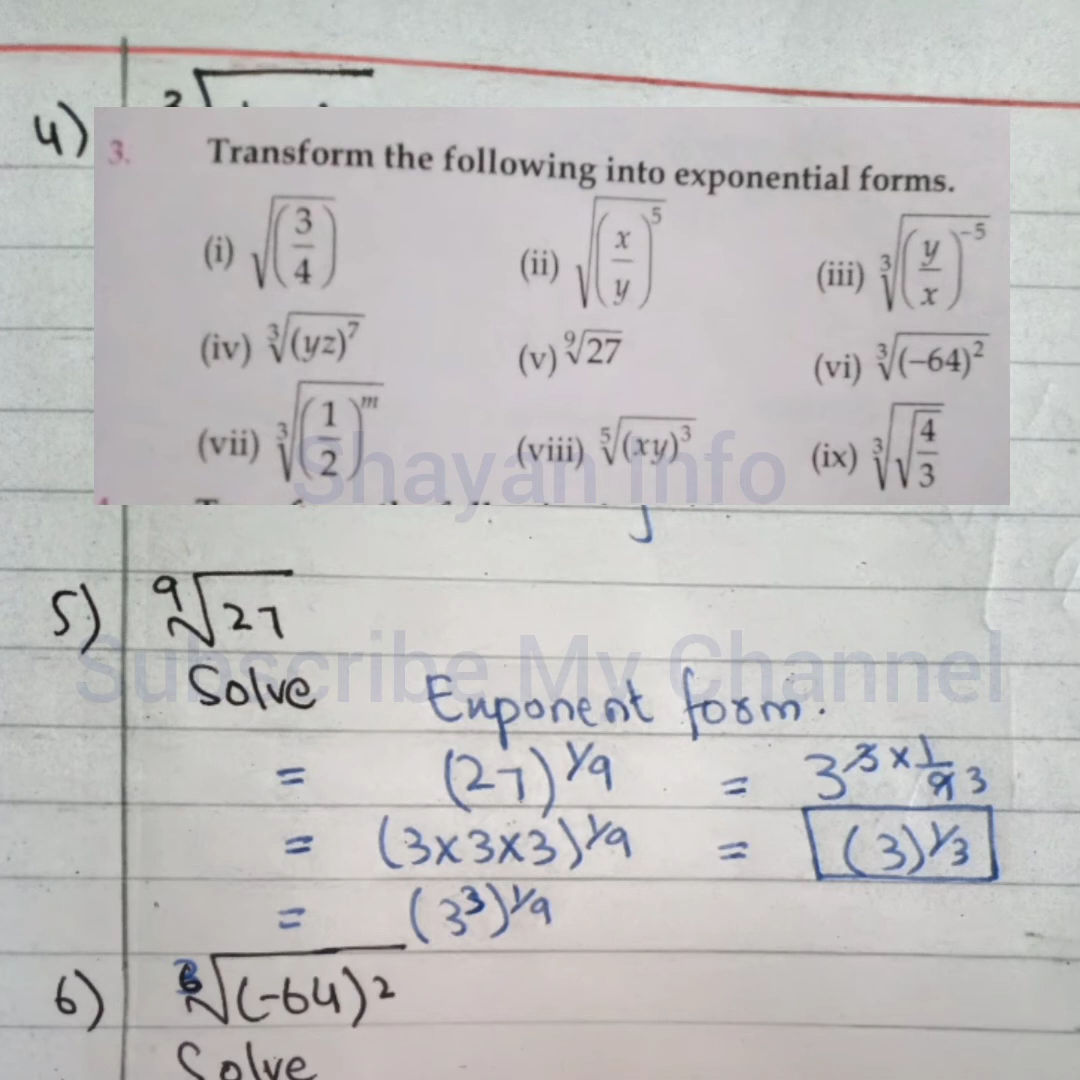 4)
3. Transform the following into exponential forms.
(i) √(3/4) (ii) √(x/y)^5 (iii) ∛(y/x)^-5
(iv) ∛(yz)^7 (v) ⁹√27 (vi) ∛(-64)^2
(vii) ∛(1/2)^m (viii) ⁵√(xy)^3 (ix) ∛√4/3
Shayan Info
5) ⁹√27
Subscribe My Channel
Solve Exponent form.
= (27)^1/9 = 3^3×1/9 3
= (3×3×3)^1/9 = (3)^1/3
= (3^3)^1/9
6) ∛(-64)^2
Solve